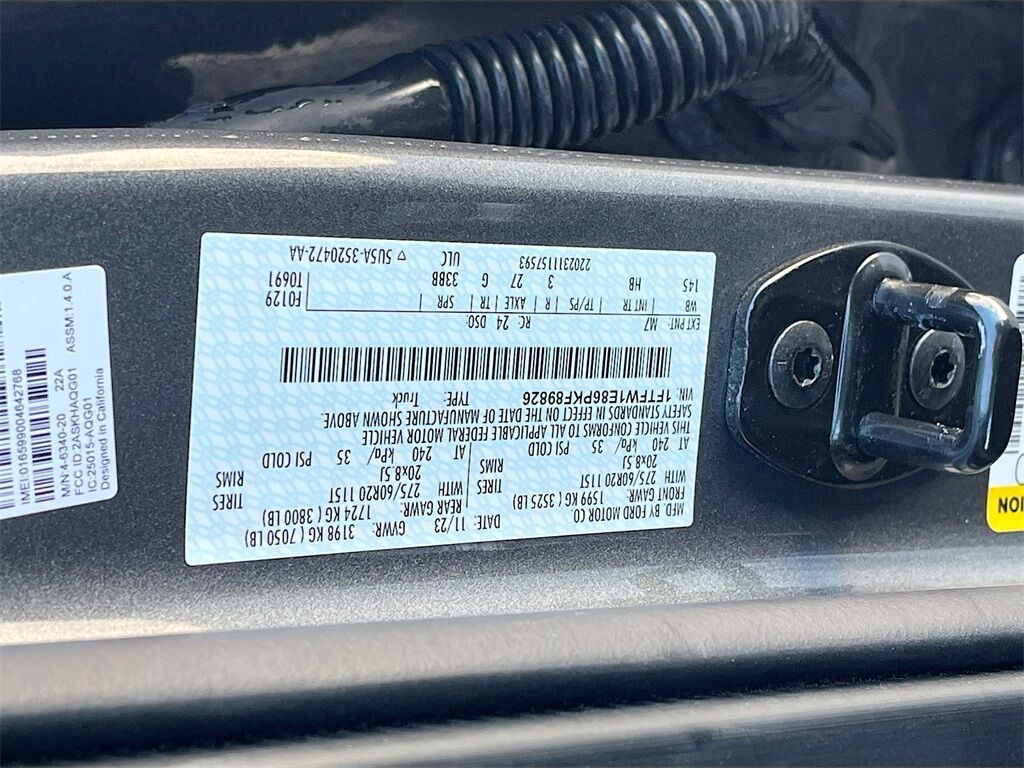 MFD. BY FORD MOTOR CO.
DATE: 11/23 GVWR: 3198 KG ( 7050 LB)
FRONT GAWR: 1599 KG ( 3525 LB) REAR GAWR: 1724 KG ( 3800 LB)
WITH 275/60R20 115T TIRES WITH 275/60R20 115T TIRES
20x8.5J RIMS 20x8.5J RIMS
AT 240 kPa/ 35 PSI COLD AT 240 kPa/ 35 PSI COLD
THIS VEHICLE CONFORMS TO ALL APPLICABLE FEDERAL MOTOR VEHICLE
SAFETY STANDARDS IN EFFECT ON THE DATE OF MANUFACTURE SHOWN ABOVE.
VIN: 1FTFW1E86PKF89826
TYPE: Truck
EXT PNT: M7 RC: 24 DSO: F0129
WB INT TR TP/PS R AXLE TR SPR T0691
145 HB 3 27 G 33BB
220231157593 ULC ▽ 5U5A-3520472-AA
IMEI:016599004642768
M/N 4-6340-20 22A
FCC ID:2ASKHAQG01 ASSM:1.4.0.A
IC:25015-AQG01
Designed in California
ION